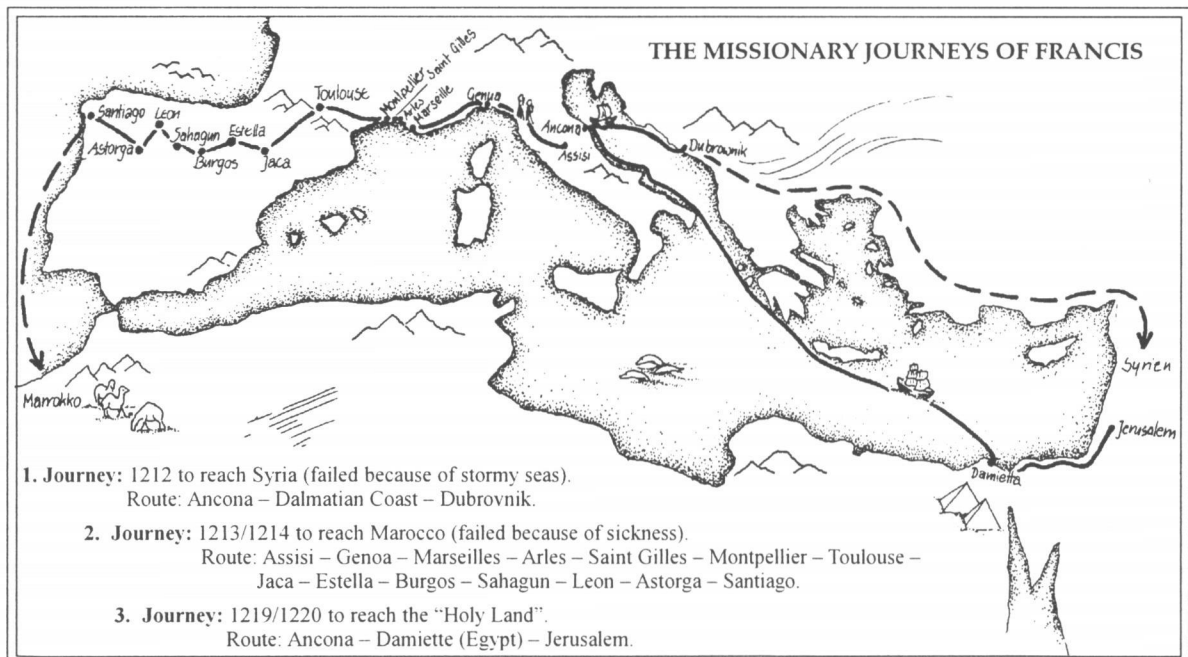 THE MISSIONARY JOURNEYS OF FRANCIS
Santiago
Astorga
Leon
Sahagun
Burgos
Estella
Jaca
Toulouse
Montpellier
Saint Gilles
Arles
Marseille
Genua
Ancona
Assisi
Dubrownik
Syrien
Jerusalem
Damietta
Marrokko
1. Journey: 1212 to reach Syria (failed because of stormy seas).
Route: Ancona – Dalmatian Coast – Dubrovnik.
2. Journey: 1213/1214 to reach Marocco (failed because of sickness).
Route: Assisi – Genoa – Marseilles – Arles – Saint Gilles – Montpellier – Toulouse –
Jaca – Estella – Burgos – Sahagun – Leon – Astorga – Santiago.
3. Journey: 1219/1220 to reach the “Holy Land”.
Route: Ancona – Damiette (Egypt) – Jerusalem.